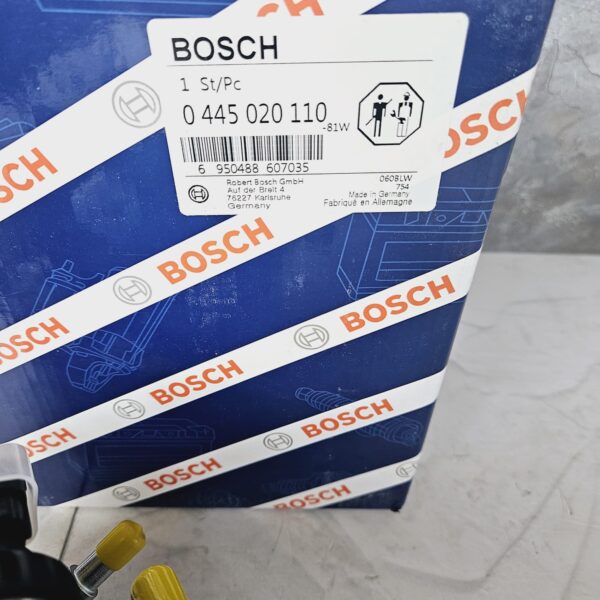 BOSCH
1 St/Pc
0 445 020 110
-81W
6 950488 607035
Robert Bosch GmbH
Auf der Breit 4
76227 Karlsruhe
Germany
060BLW
754
Made in Germany
Fabriqué en Allemagne
BOSCH
BOSCH
BOSCH
BOSCH
BOSCH
BOSCH
BOSCH
BOSCH
BOSCH